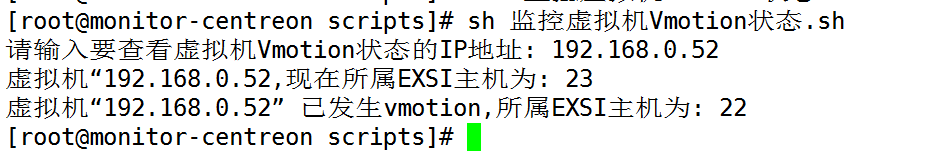 [root@monitor-centreon scripts]# sh 监控虚拟机Vmotion状态.sh
请输入要查看虚拟机Vmotion状态的IP地址: 192.168.0.52
虚拟机“192.168.0.52,现在所属EXSI主机为: 23
虚拟机“192.168.0.52” 已发生vmotion,所属EXSI主机为: 22
[root@monitor-centreon scripts]#